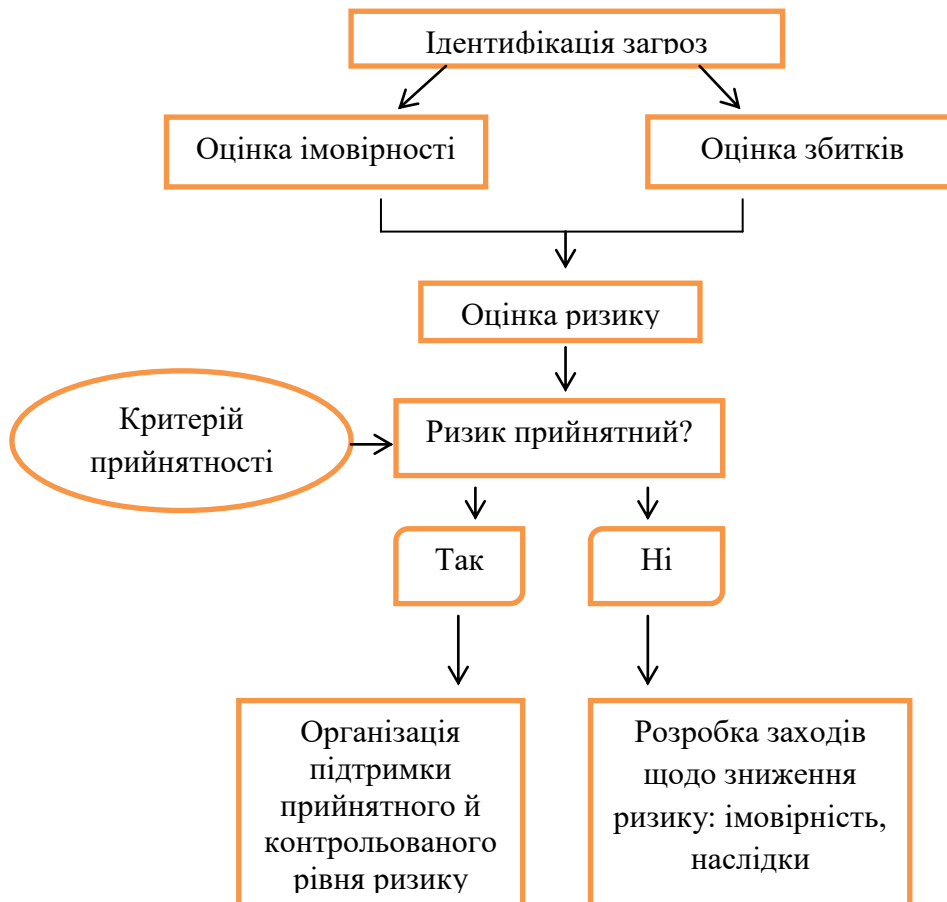 Ідентифікація загроз
Оцінка імовірності
Оцінка збитків
Оцінка ризику
Критерій
прийнятності
Ризик прийнятний?
Так
Ні
Організація
підтримки
прийнятного й
контрольованого
рівня ризику
Розробка заходів
щодо зниження
ризику: імовірність,
наслідки